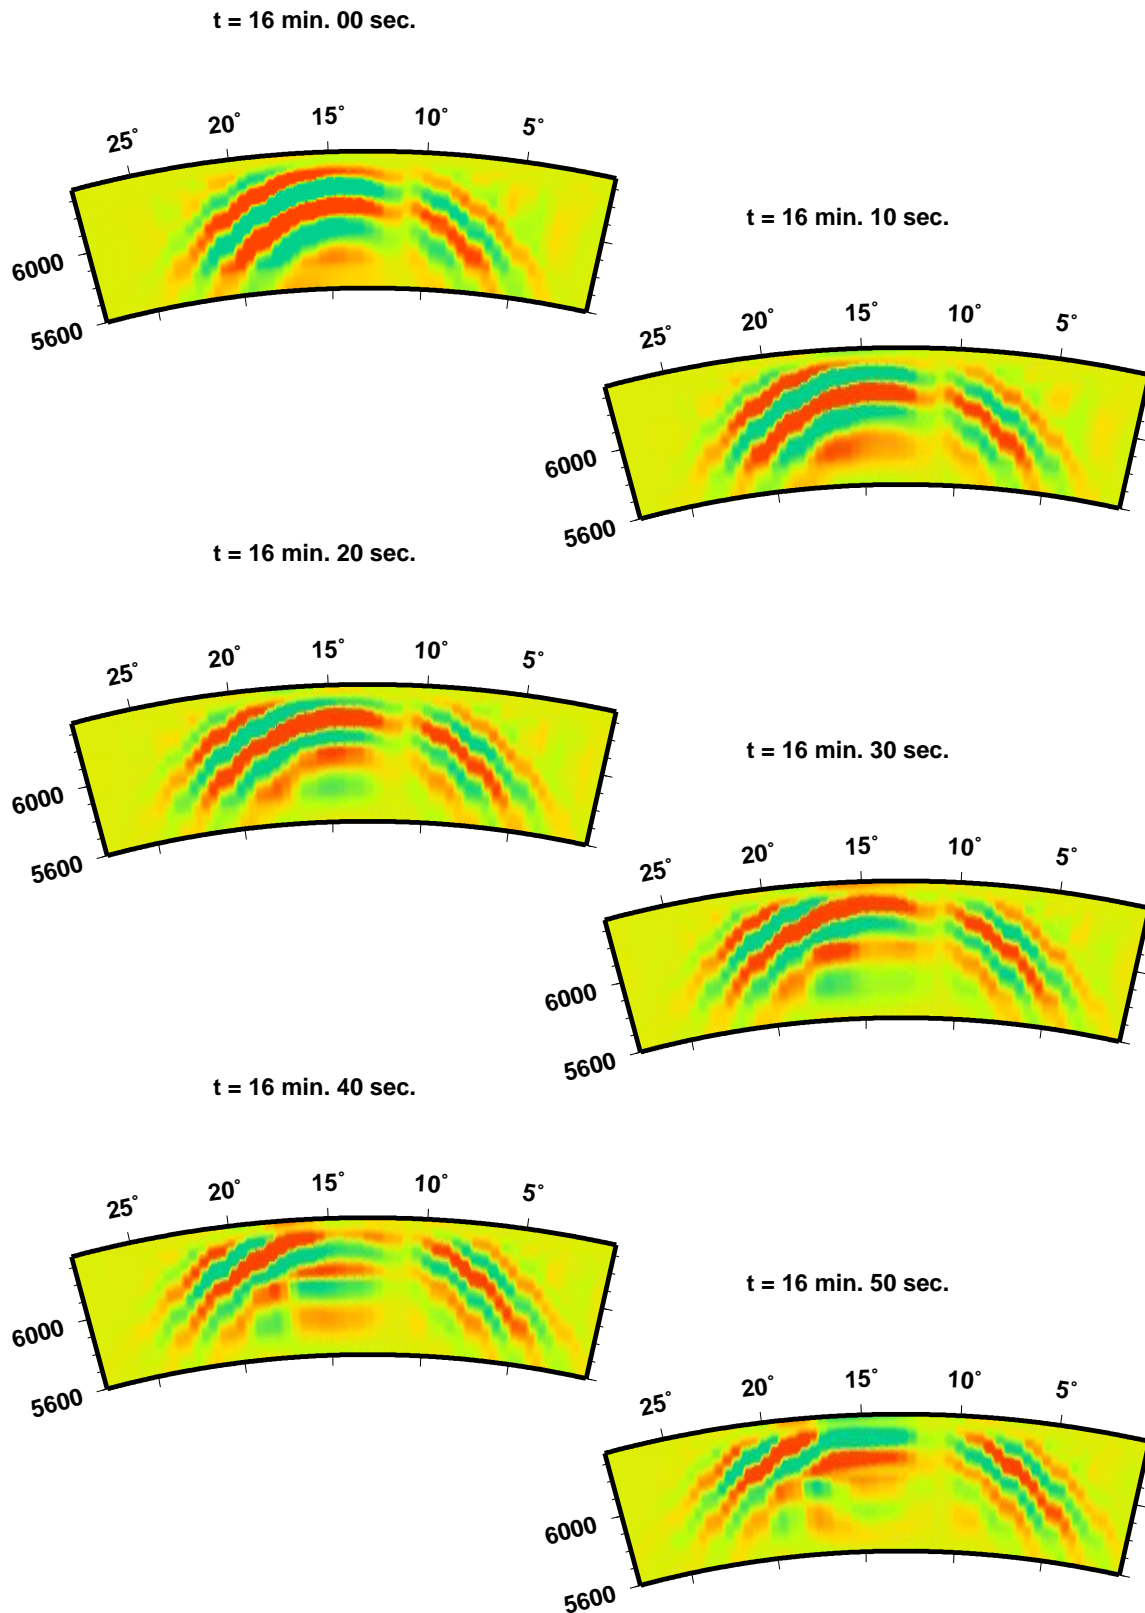 t = 16 min. 00 sec.
25° 20° 15° 10° 5°
6000
5600
t = 16 min. 10 sec.
25° 20° 15° 10° 5°
6000
5600
t = 16 min. 20 sec.
25° 20° 15° 10° 5°
6000
5600
t = 16 min. 30 sec.
25° 20° 15° 10° 5°
6000
5600
t = 16 min. 40 sec.
25° 20° 15° 10° 5°
6000
5600
t = 16 min. 50 sec.
25° 20° 15° 10° 5°
6000
5600